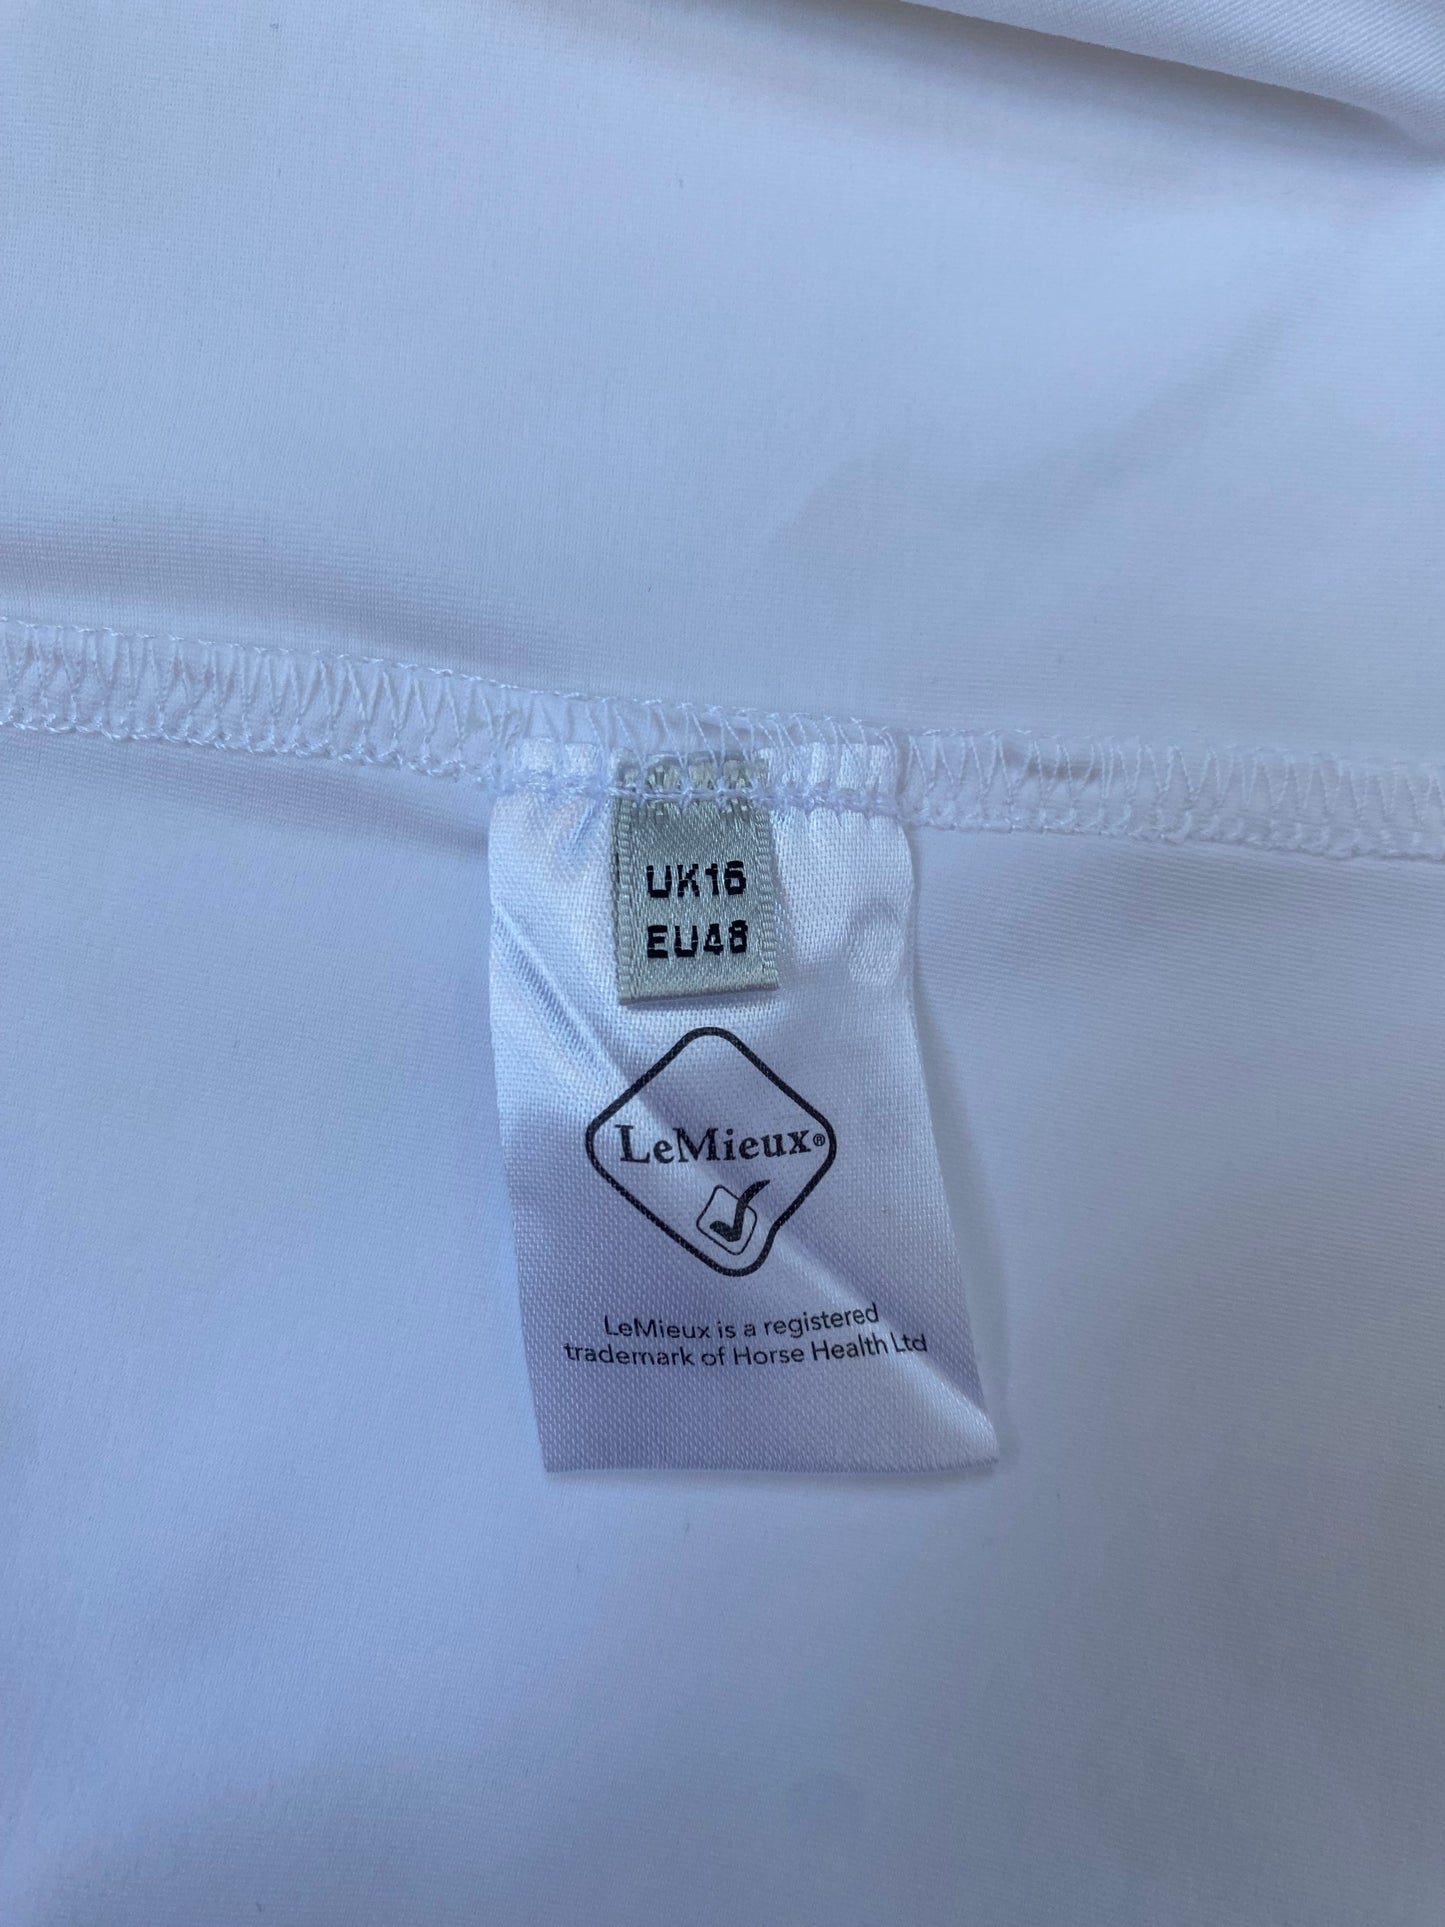 UK16
EU48
LeMieux®
LeMieux is a registered
trademark of Horse Health Ltd